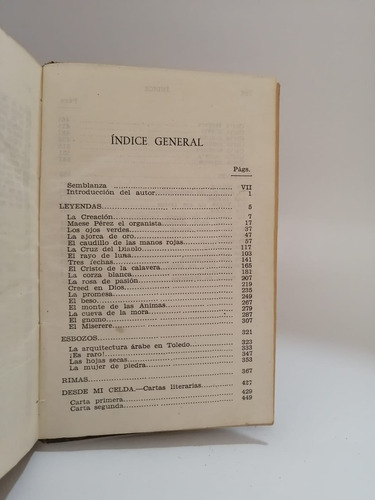 ÍNDICE GENERAL
Págs.
Semblanza VII
Introducción del autor 1
LEYENDAS 5
La Creación 7
Maese Pérez el organista 17
Los ojos verdes 37
La ajorca de oro 47
El caudillo de las manos rojas 57
La Cruz del Diablo 117
El rayo de luna 103
Tres fechas 141
El Cristo de la calavera 165
La corza blanca 181
La rosa de pasión 907
Creed en Dios 219
La promesa 235
El beso 249
El monte de las Ánimas 267
La cueva de la mora 279
El gnomo 287
El Miserere 307
ESBOZOS 321
La arquitectura árabe en Toledo 323
¡Es raro! 333
Las hojas secas 347
La mujer de piedra 353
RIMAS 367
DESDE MI CELDA.—Cartas literarias 427
Carta primera 429
Carta segunda 449